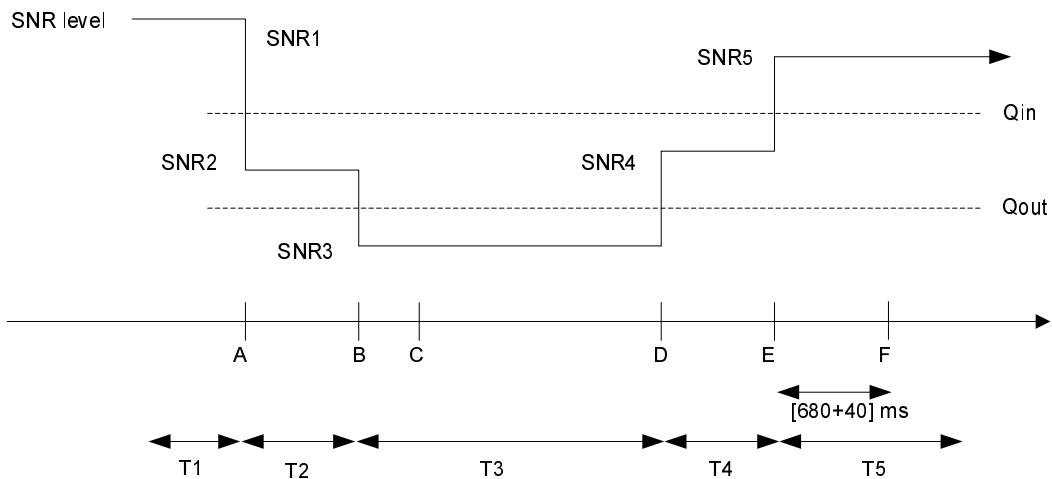 SNR level
SNR1
SNR5
Qin
SNR2
SNR4
Qout
SNR3
A
B
C
D
E
F
[680+40] ms
T1
T2
T3
T4
T5